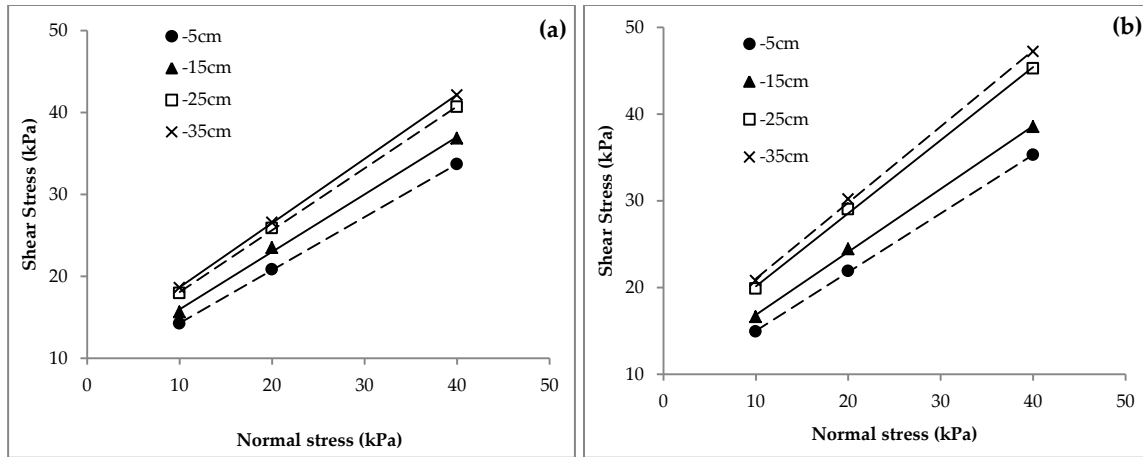 (a)
-5cm
-15cm
-25cm
-35cm
50
40
30
20
10
0 10 20 30 40 50
Shear Stress (kPa)
Normal stress (kPa)
(b)
-5cm
-15cm
-25cm
-35cm
50
40
30
20
10
0 10 20 30 40 50
Shear Stress (kPa)
Normal stress (kPa)